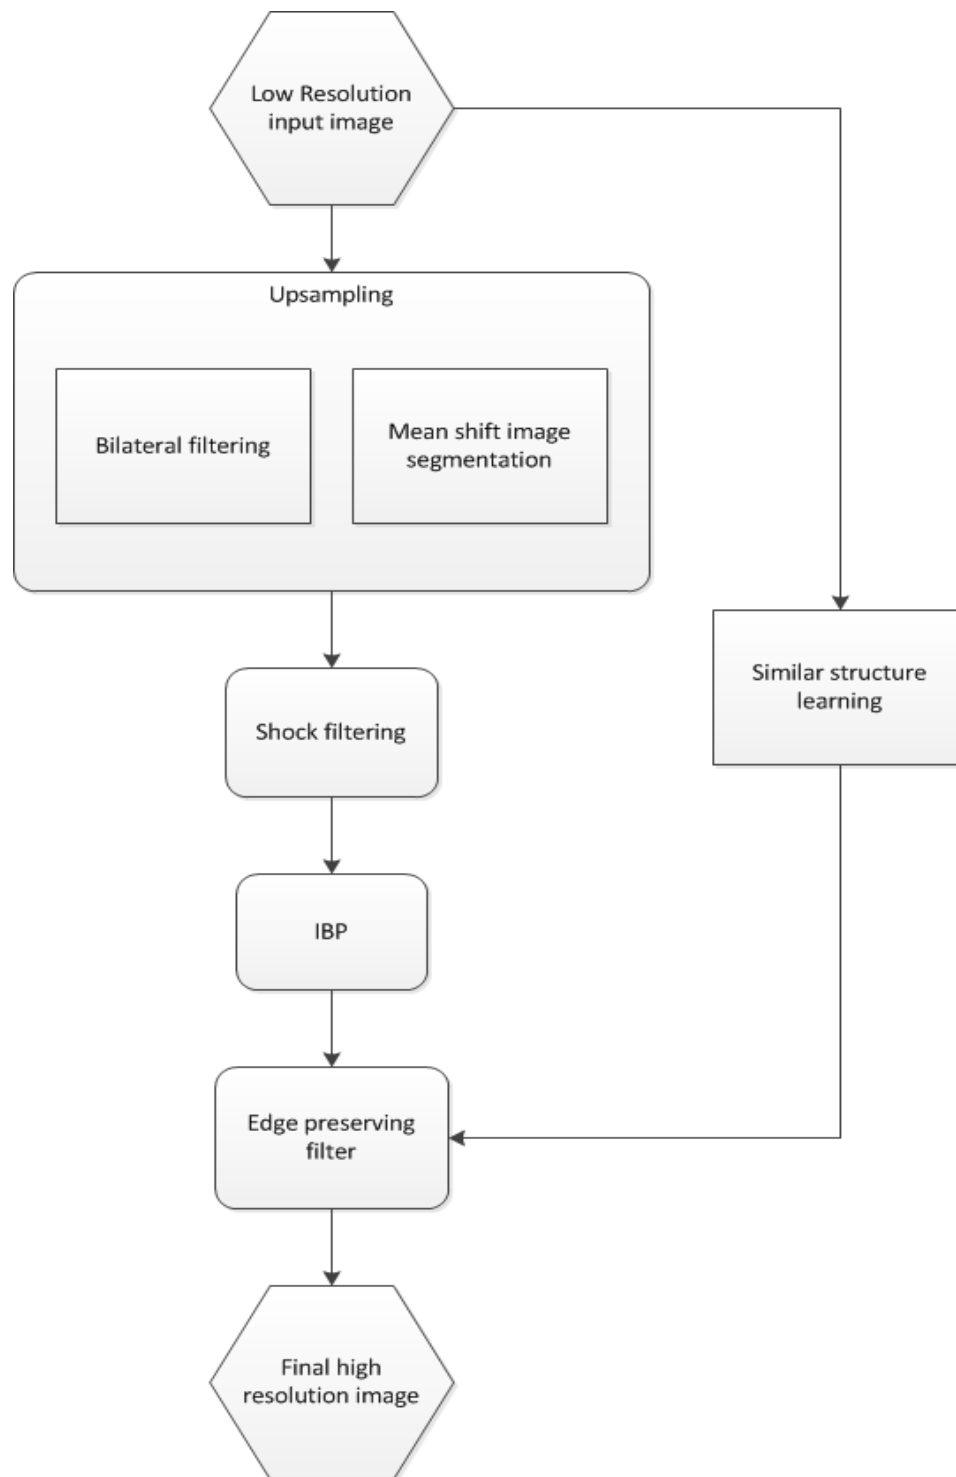 Low Resolution
input image
Upsampling
Bilateral filtering
Mean shift image
segmentation
Shock filtering
Similar structure
learning
IBP
Edge preserving
filter
Final high
resolution image